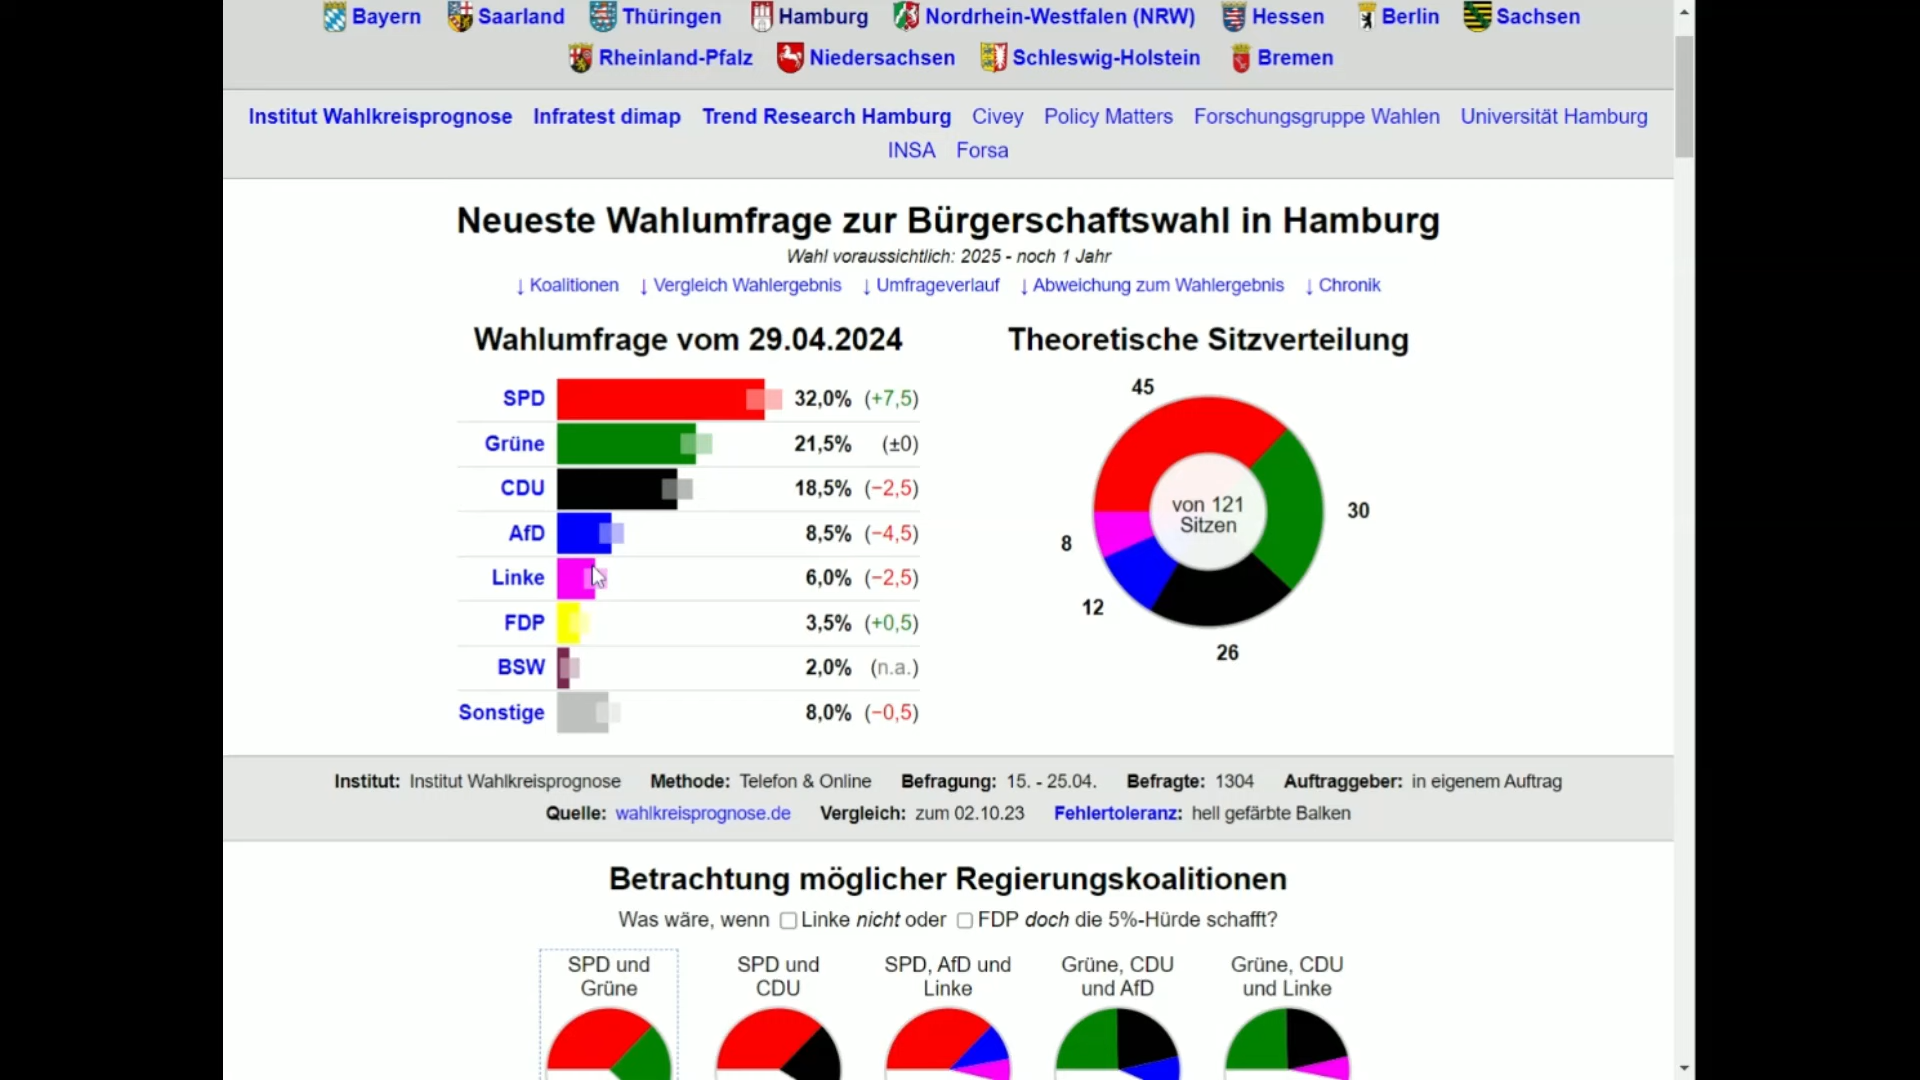 Bayern Saarland Thüringen Hamburg Nordrhein-Westfalen (NRW) Hessen Berlin Sachsen
Rheinland-Pfalz Niedersachsen Schleswig-Holstein Bremen
Institut Wahlkreisprognose Infratest dimap Trend Research Hamburg Civey Policy Matters Forschungsgruppe Wahlen Universität Hamburg
INSA Forsa
Neueste Wahlumfrage zur Bürgerschaftswahl in Hamburg
Wahl voraussichtlich: 2025 - noch 1 Jahr
↓ Koalitionen ↓ Vergleich Wahlergebnis ↓ Umfrageverlauf ↓ Abweichung zum Wahlergebnis ↓ Chronik
Wahlumfrage vom 29.04.2024
SPD 32,0% (+7,5)
Grüne 21,5% (±0)
CDU 18,5% (−2,5)
AfD 8,5% (−4,5)
Linke 6,0% (−2,5)
FDP 3,5% (+0,5)
BSW 2,0% (n.a.)
Sonstige 8,0% (−0,5)
Theoretische Sitzverteilung
45
von 121
Sitzen
30
8
12
26
Institut: Institut Wahlkreisprognose Methode: Telefon & Online Befragung: 15. - 25.04. Befragte: 1304 Auftraggeber: in eigenem Auftrag
Quelle: wahlkreisprognose.de Vergleich: zum 02.10.23 Fehlertoleranz: hell gefärbte Balken
Betrachtung möglicher Regierungskoalitionen
Was wäre, wenn Linke nicht oder FDP doch die 5%-Hürde schafft?
SPD und
Grüne
SPD und
CDU
SPD, AfD und
Linke
Grüne, CDU
und AfD
Grüne, CDU
und Linke